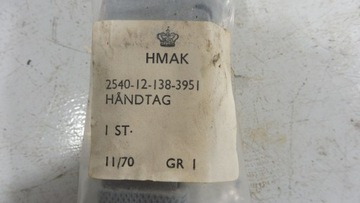 HMAK
2540-12-138-3951
HÅNDTAG
1 ST.
11/70 GR 1